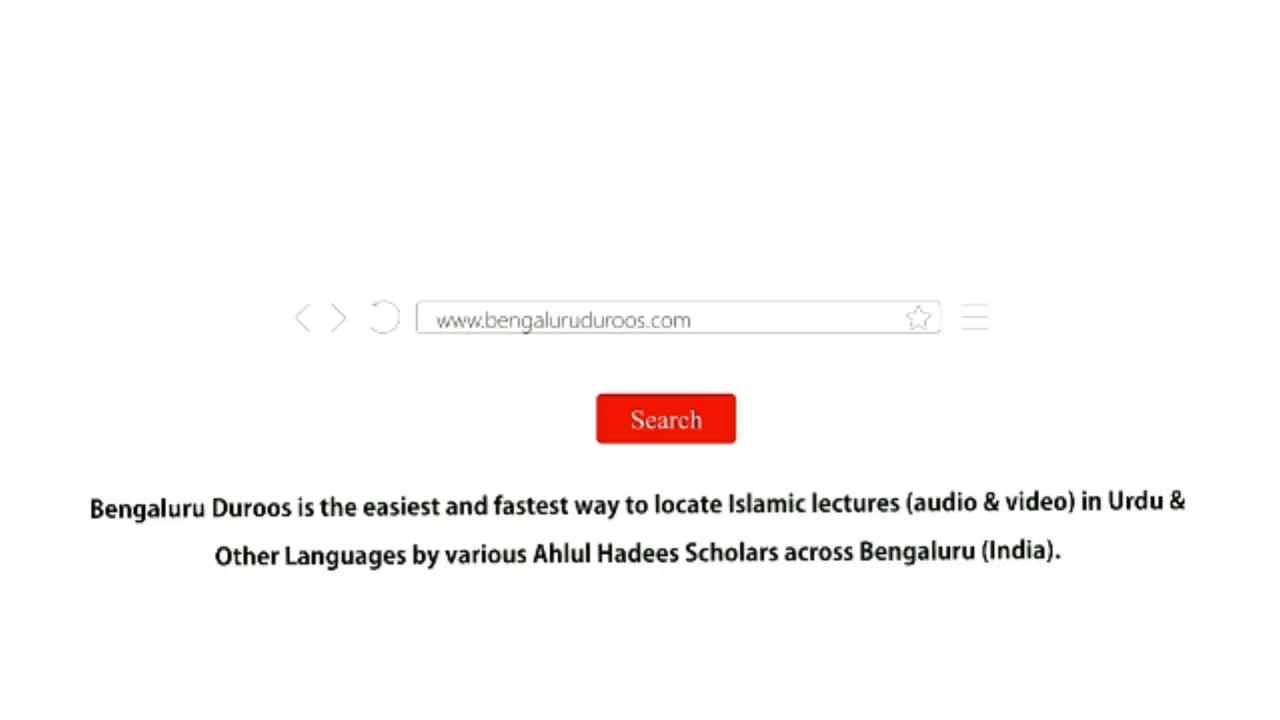 www.bengaluruduroos.com
Search
Bengaluru Duroos is the easiest and fastest way to locate Islamic lectures (audio & video) in Urdu &
Other Languages by various Ahlul Hadees Scholars across Bengaluru (India).